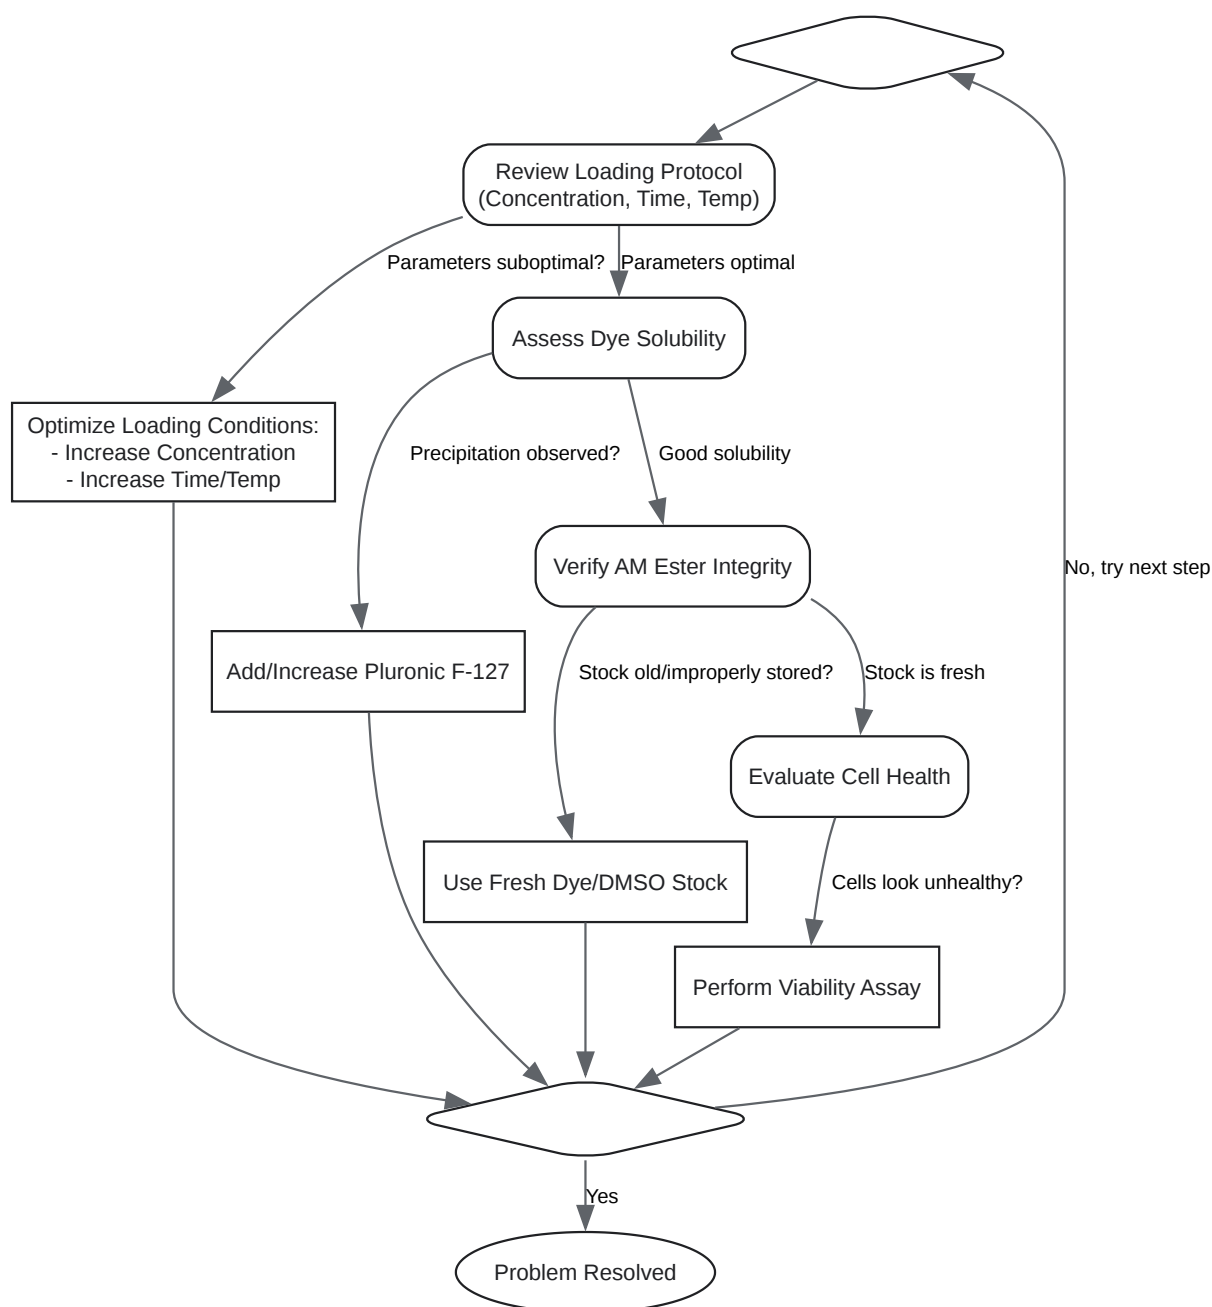 Review Loading Protocol
(Concentration, Time, Temp)
Parameters suboptimal?
Parameters optimal
Assess Dye Solubility
Optimize Loading Conditions:
- Increase Concentration
- Increase Time/Temp
Precipitation observed?
Good solubility
Verify AM Ester Integrity
No, try next step
Add/Increase Pluronic F-127
Stock old/improperly stored?
Stock is fresh
Evaluate Cell Health
Use Fresh Dye/DMSO Stock
Cells look unhealthy?
Perform Viability Assay
Yes
Problem Resolved